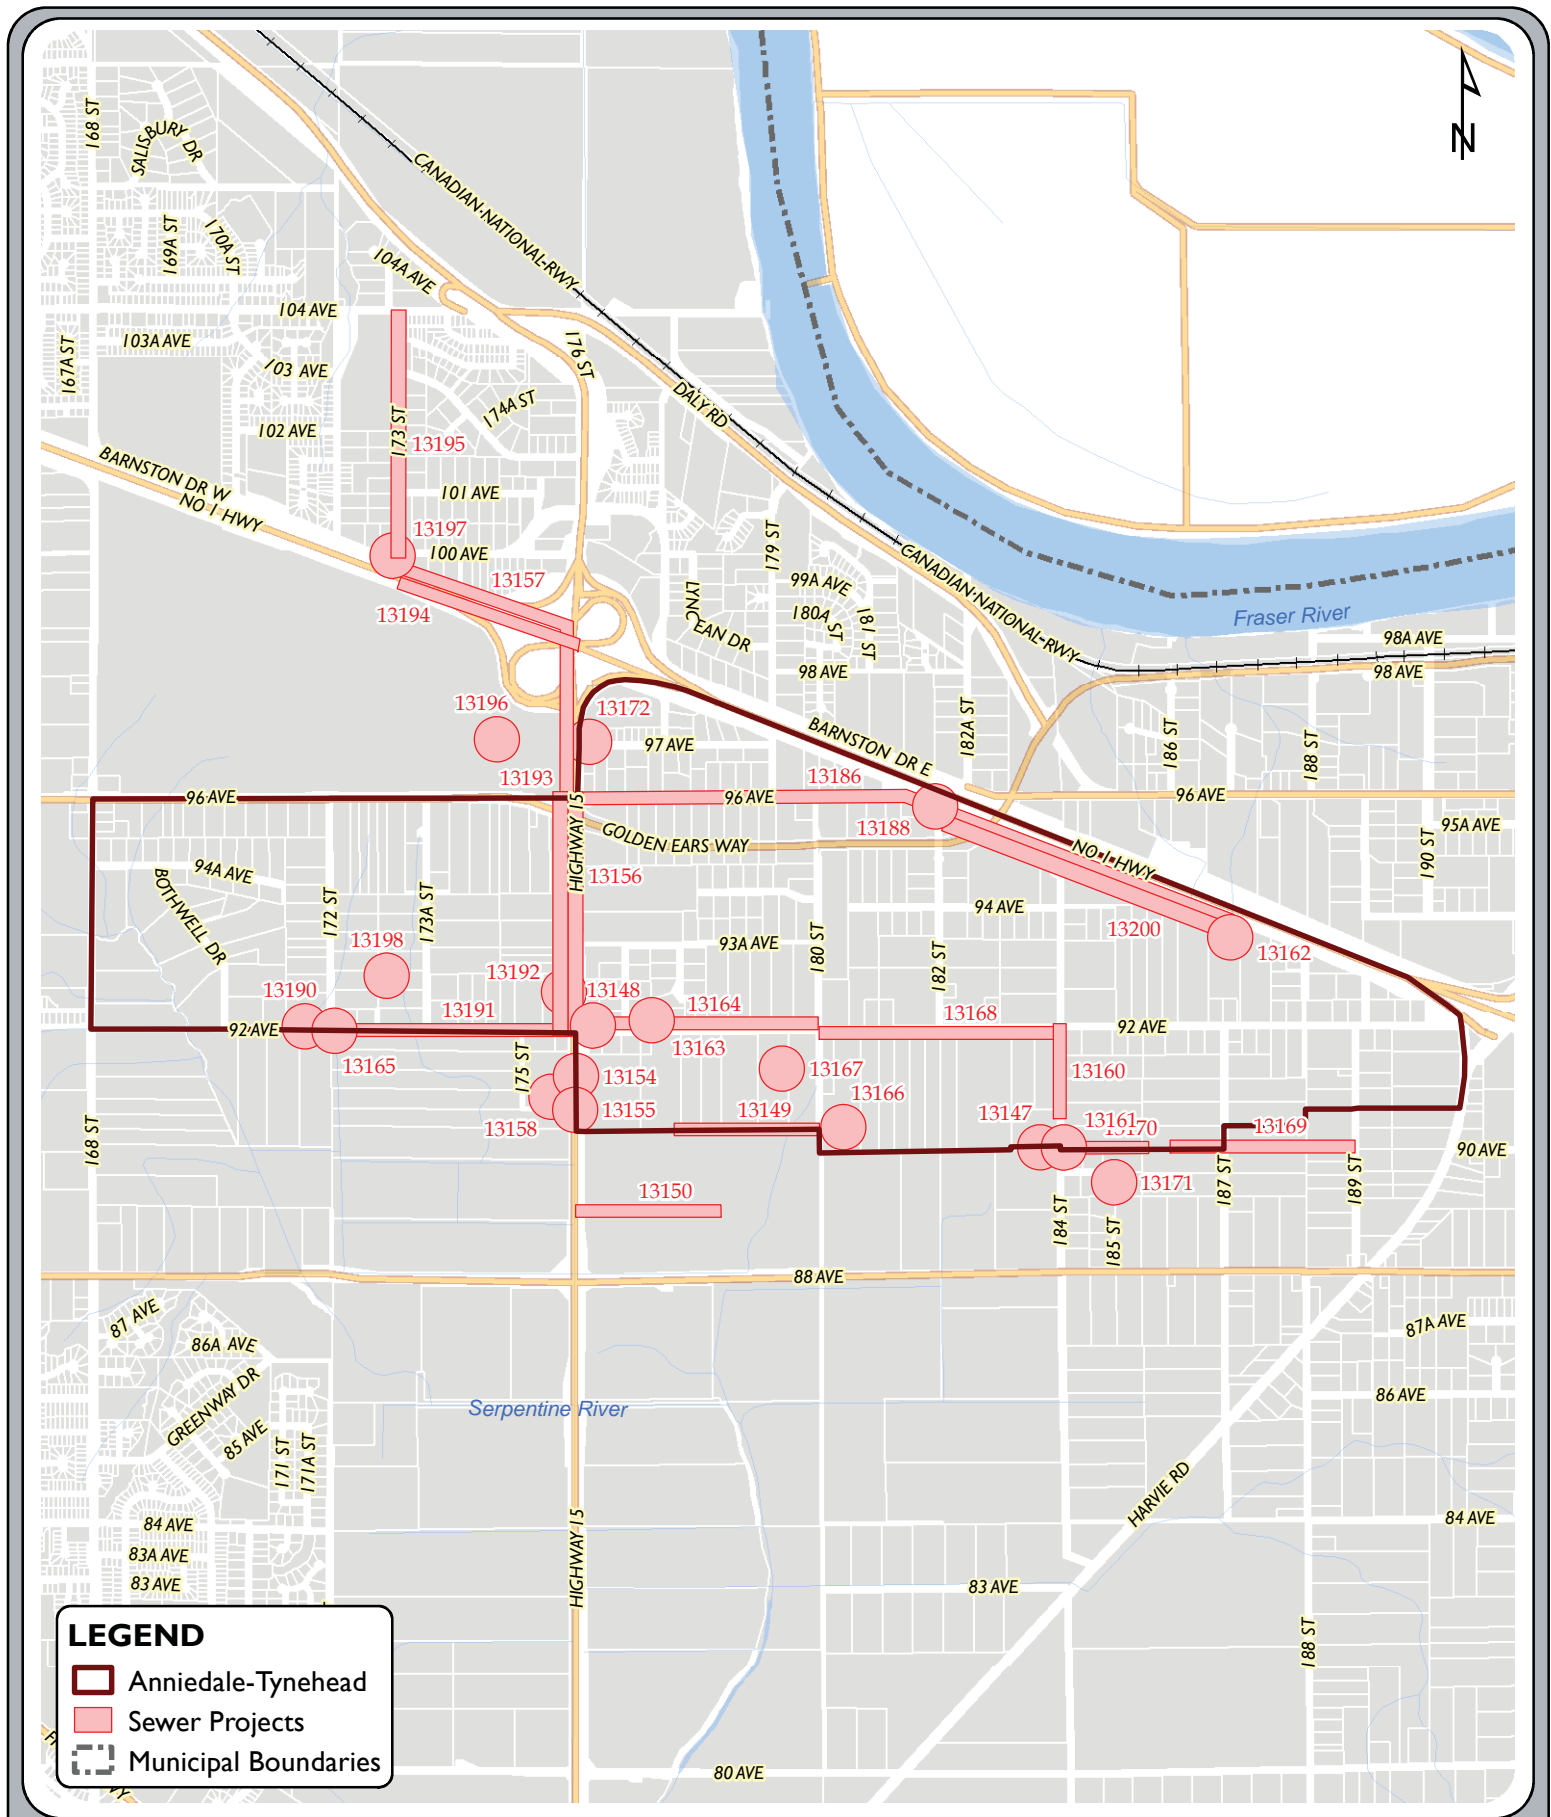 N
168 ST
SALISBURY DR
CANADIAN-NATIONAL-RWY
169A ST
170A ST
104A AVE
104 AVE
103A AVE
167A ST
103 AVE
176 ST
DALY RD
174A ST
102 AVE
173 ST
13195
BARNSTON DR W
NO 1 HWY
101 AVE
13197
100 AVE
179 ST
CANADIAN-NATIONAL-RWY
13157
99A AVE
13194
LYNCEAN DR
180A ST
181 ST
Fraser River
98A AVE
98 AVE
98 AVE
13196
13172
182A ST
BARNSTON DR E
97 AVE
186 ST
188 ST
13193
13186
96 AVE
96 AVE
96 AVE
HIGHWAY 15
13188
95A AVE
GOLDEN EARS WAY
NO 1 HWY
190 ST
94A AVE
13156
BOTHWELL DR
172 ST
173A ST
94 AVE
13198
93A AVE
180 ST
13200
182 ST
13162
13192
13190
13148
13191
13164
13168
92 AVE
92 AVE
13163
13165
175 ST
13154
13167
13160
13155
13166
13158
13149
13147
13161
13170
13169
168 ST
90 AVE
13171
187 ST
189 ST
13150
184 ST
185 ST
88 AVE
87 AVE
86A AVE
87A AVE
GREENWAY DR
86 AVE
Serpentine River
85 AVE
171 ST
171A ST
HARVIE RD
84 AVE
84 AVE
83A AVE
HIGHWAY 15
83 AVE
83 AVE
188 ST
80 AVE
LEGEND
Anniedale-Tynehead
Sewer Projects
Municipal Boundaries